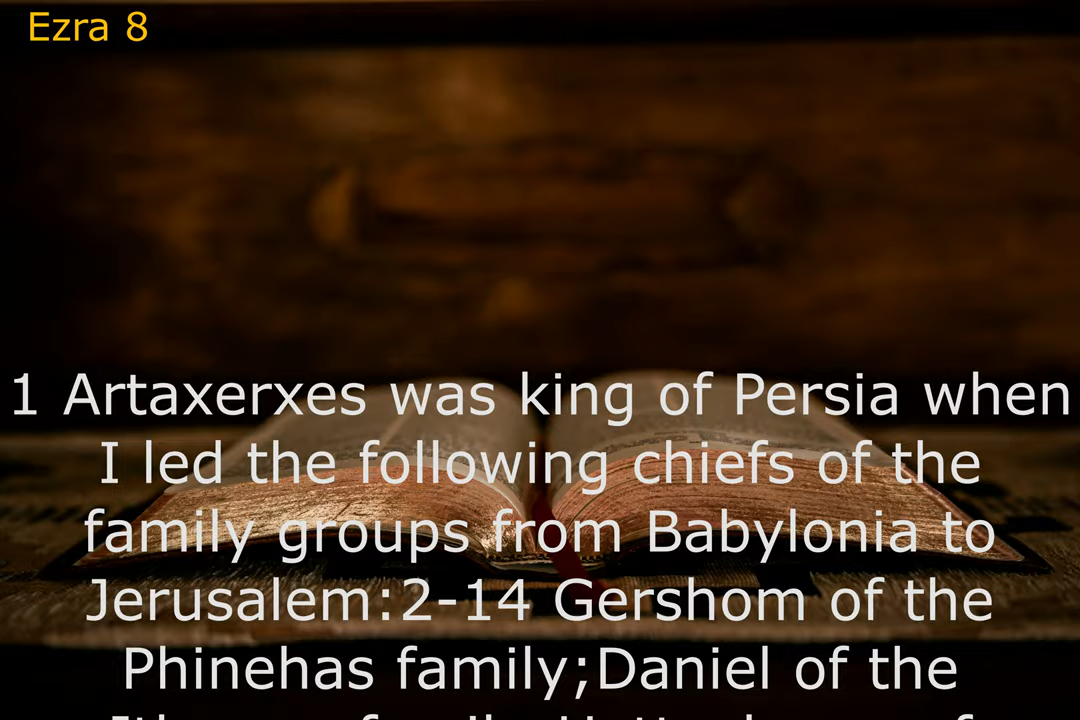 Ezra 8
1 Artaxerxes was king of Persia when
I led the following chiefs of the
family groups from Babylonia to
Jerusalem:2-14 Gershom of the
Phinehas family;Daniel of the